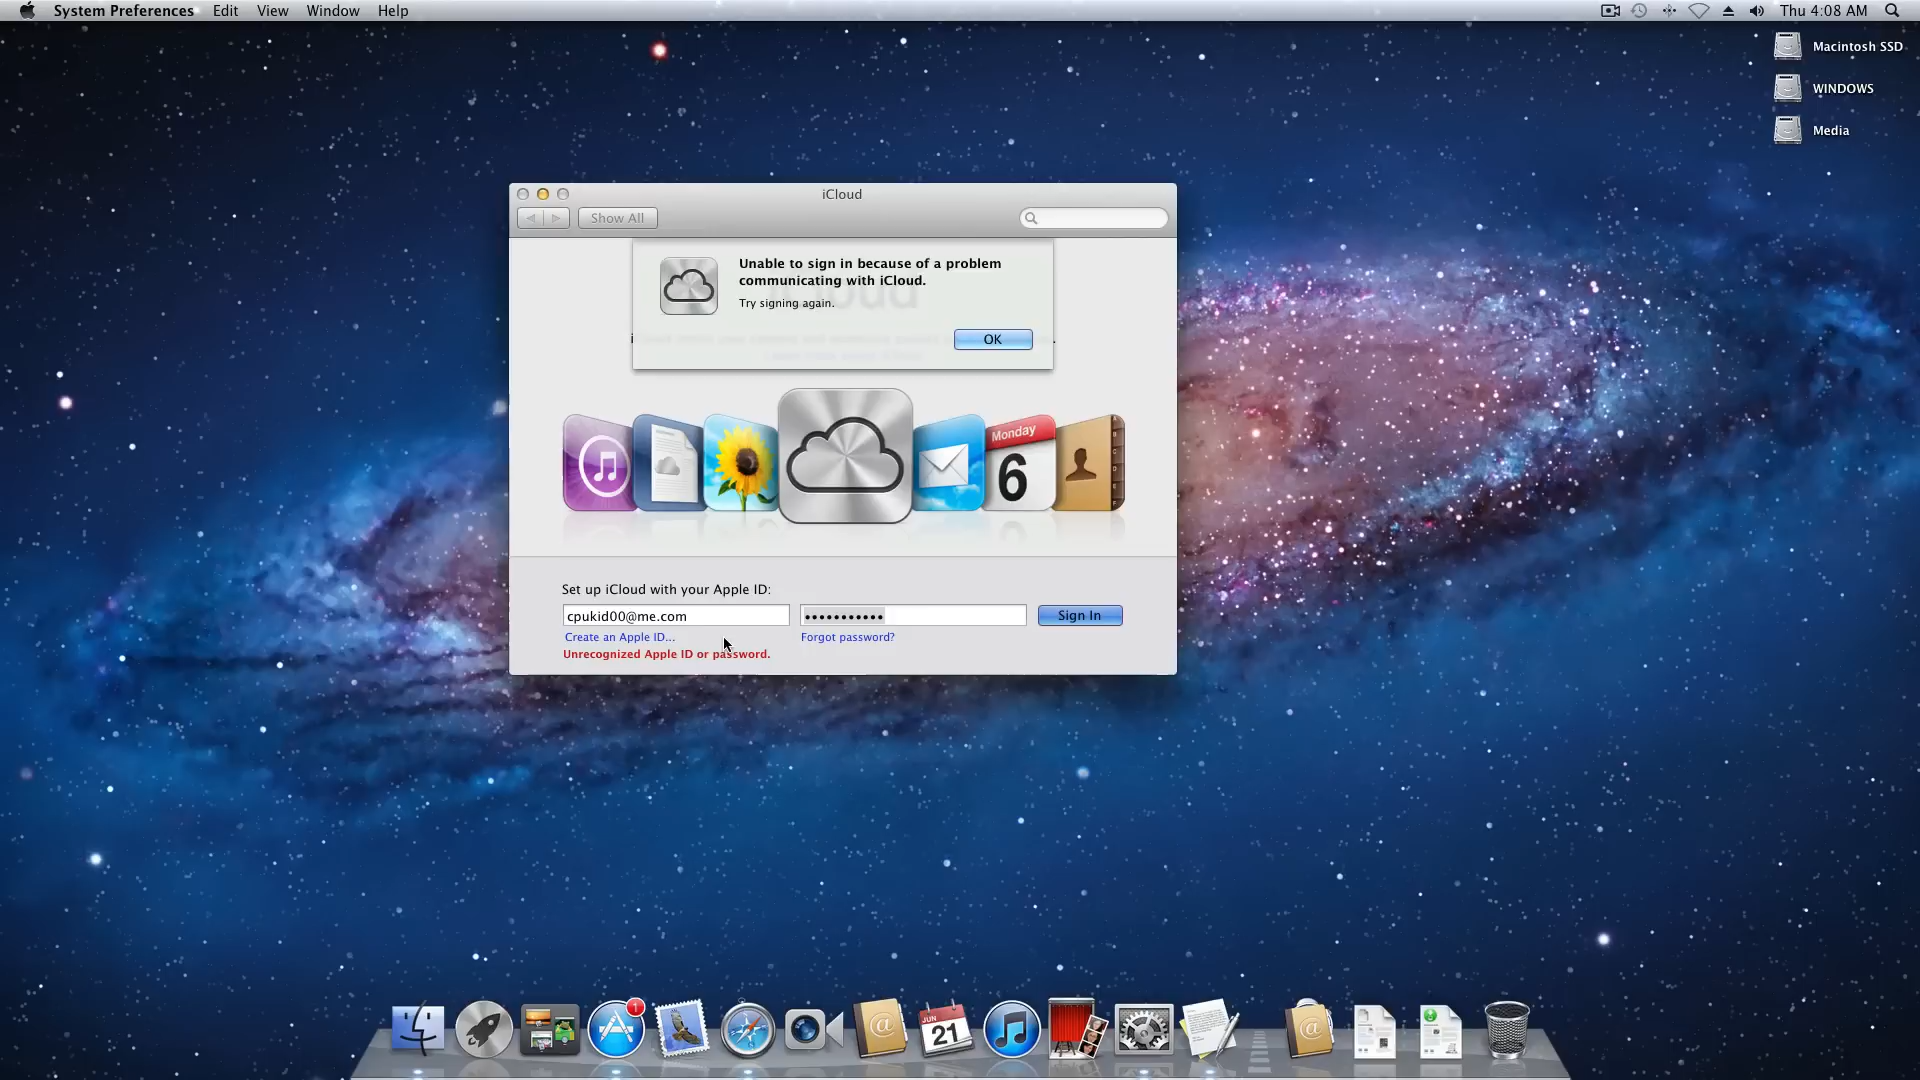 System Preferences Edit View Window Help
Thu 4:08 AM
Macintosh SSD
WINDOWS
Media
iCloud
Show All
Unable to sign in because of a problem
communicating with iCloud.
Try signing again.
OK
Monday
6
Set up iCloud with your Apple ID:
cpukid00@me.com
Sign In
Create an Apple ID...
Forgot password?
Unrecognized Apple ID or password.
1
JUN
21
@
@